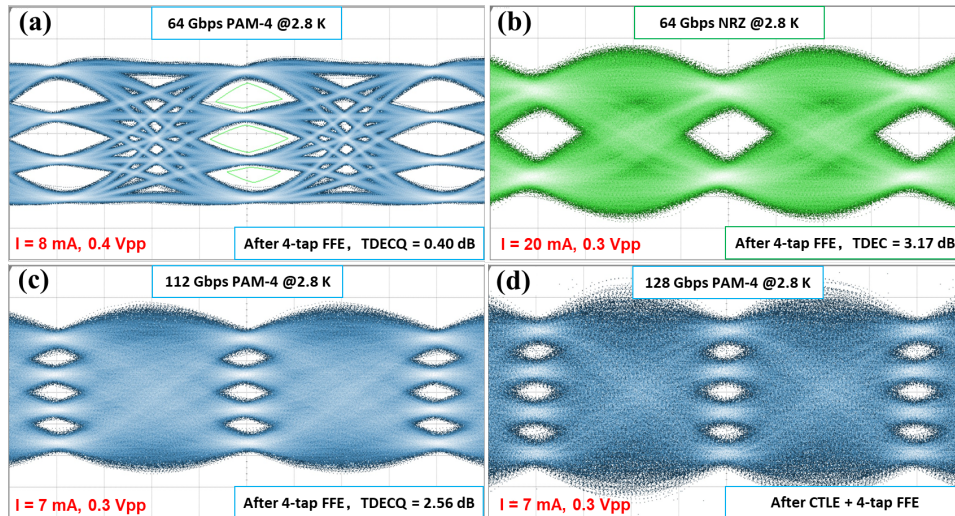 (a)
64 Gbps PAM-4 @2.8 K
I = 8 mA, 0.4 Vpp
After 4-tap FFE, TDECQ = 0.40 dB
(b)
64 Gbps NRZ @2.8 K
I = 20 mA, 0.3 Vpp
After 4-tap FFE, TDEC = 3.17 dB
(c)
112 Gbps PAM-4 @2.8 K
I = 7 mA, 0.3 Vpp
After 4-tap FFE, TDECQ = 2.56 dB
(d)
128 Gbps PAM-4 @2.8 K
I = 7 mA, 0.3 Vpp
After CTLE + 4-tap FFE